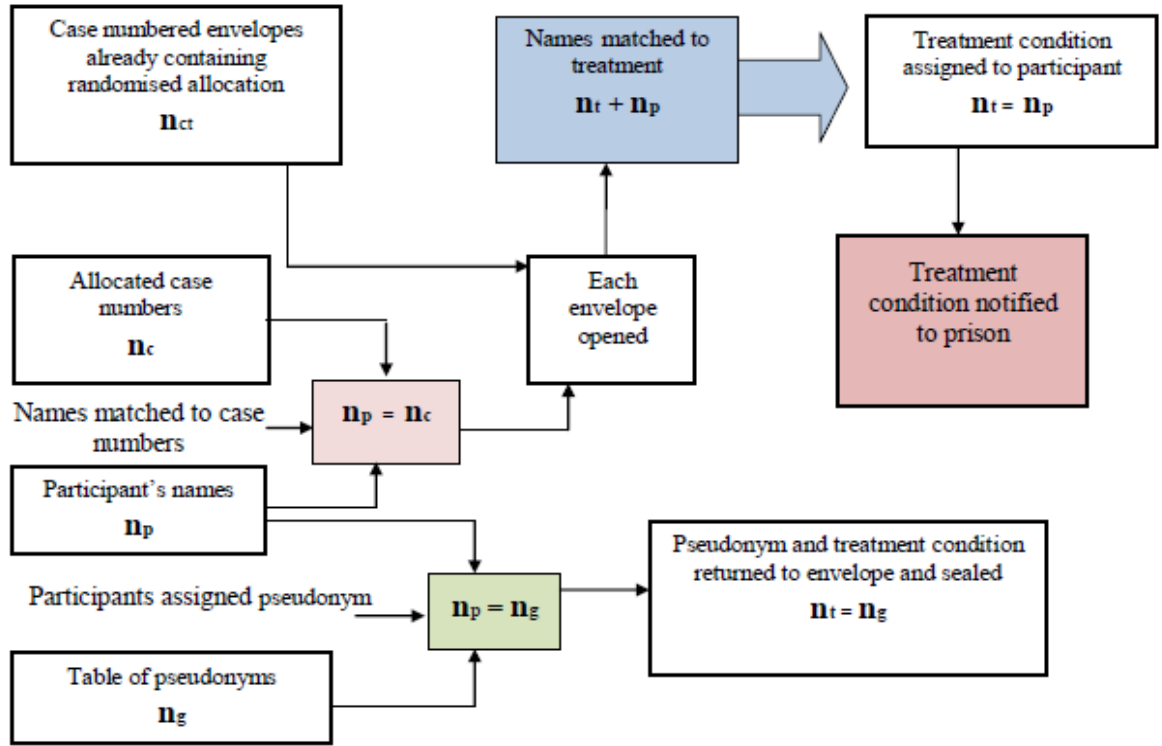 Case numbered envelopes
already containing
randomised allocation
nct
Names matched to
treatment
nt + np
Treatment condition
assigned to participant
nt = np
Allocated case
numbers
nc
Each
envelope
opened
Treatment
condition notified
to prison
Names matched to case
numbers
np = nc
Participant’s names
np
Pseudonym and treatment condition
returned to envelope and sealed
nt = ng
Participants assigned pseudonym
np = ng
Table of pseudonyms
ng